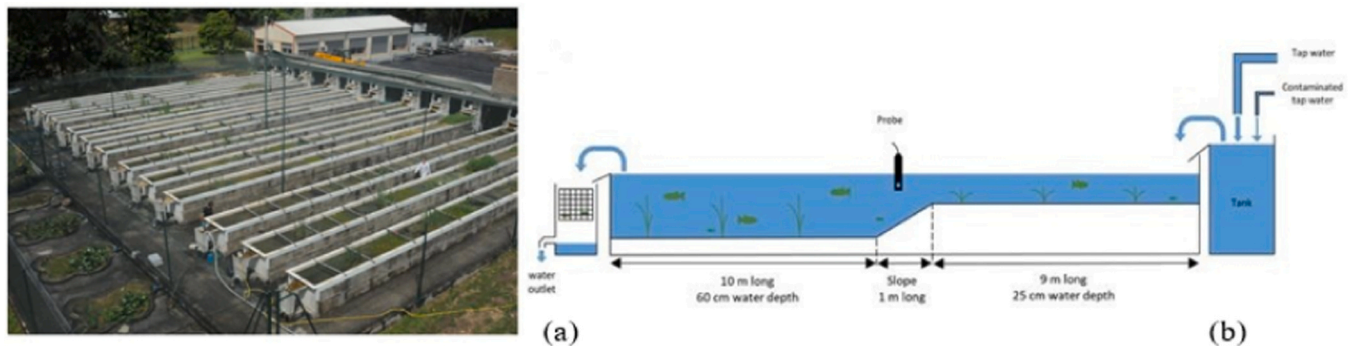 Tap water
Contaminated
tap water
Probe
Tank
water
outlet
10 m long
60 cm water depth
Slope
1 m long
9 m long
25 cm water depth
(a)
(b)